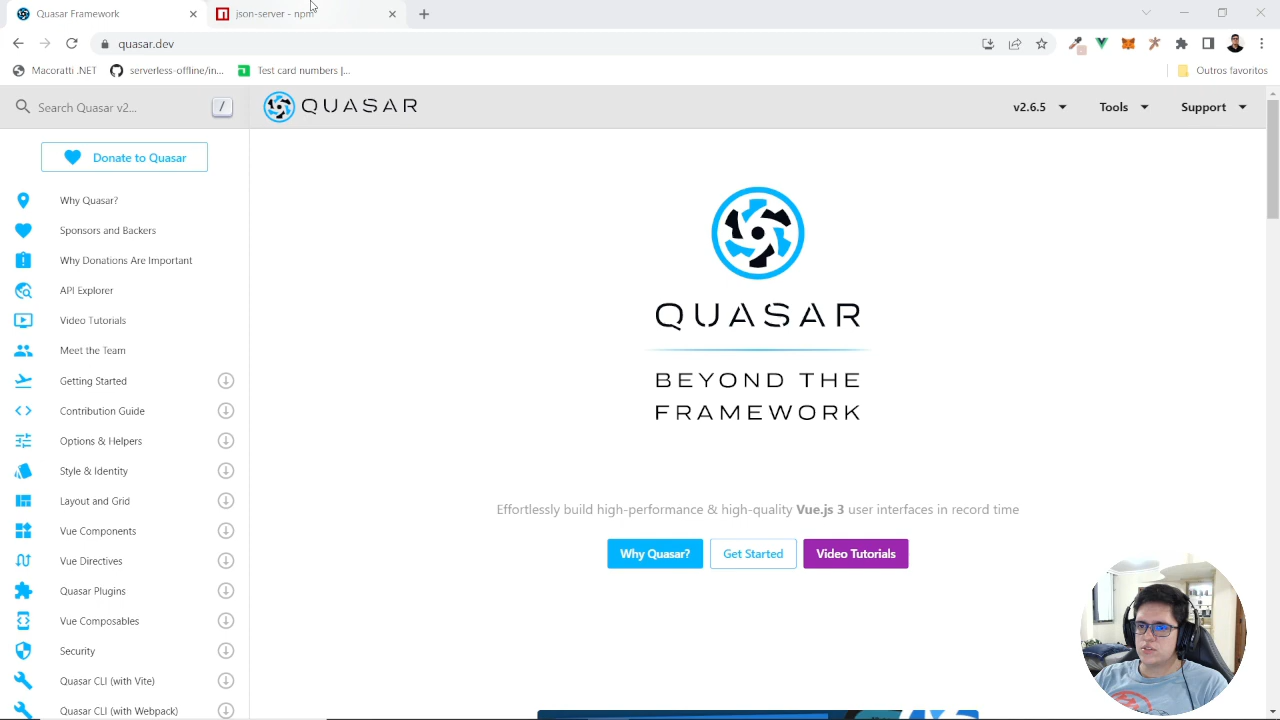 Quasar Framework
json-server - npm
quasar.dev
Macoratti .NET
serverless-offline/in...
Test card numbers |...
Outros favoritos
Search Quasar v2...
/
QUASAR
v2.6.5
Tools
Support
Donate to Quasar
Why Quasar?
Sponsors and Backers
Why Donations Are Important
API Explorer
Video Tutorials
Meet the Team
Getting Started
Contribution Guide
Options & Helpers
Style & Identity
Layout and Grid
Vue Components
Vue Directives
Quasar Plugins
Vue Composables
Security
Quasar CLI (with Vite)
Quasar CLI (with Webpack)
QUASAR
BEYOND THE
FRAMEWORK
Effortlessly build high-performance & high-quality Vue.js 3 user interfaces in record time
Why Quasar?
Get Started
Video Tutorials